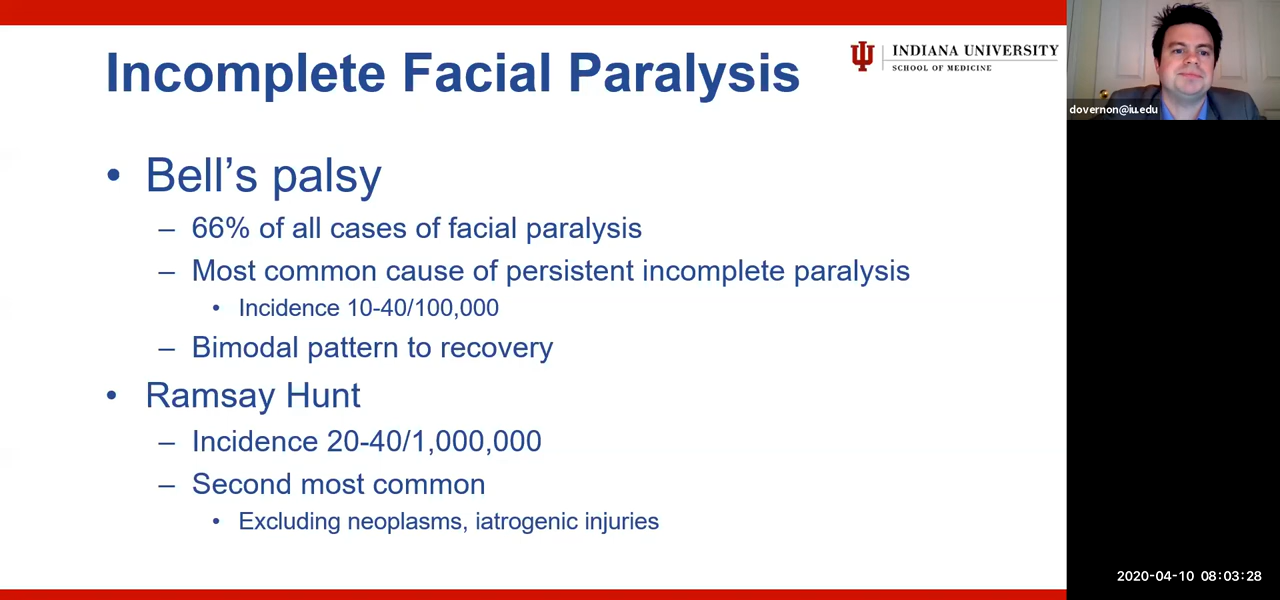 Incomplete Facial Paralysis
INDIANA UNIVERSITY
SCHOOL OF MEDICINE
dovernon@iu.edu
• Bell’s palsy
– 66% of all cases of facial paralysis
– Most common cause of persistent incomplete paralysis
• Incidence 10-40/100,000
– Bimodal pattern to recovery
• Ramsay Hunt
– Incidence 20-40/1,000,000
– Second most common
• Excluding neoplasms, iatrogenic injuries
2020-04-10 08:03:28